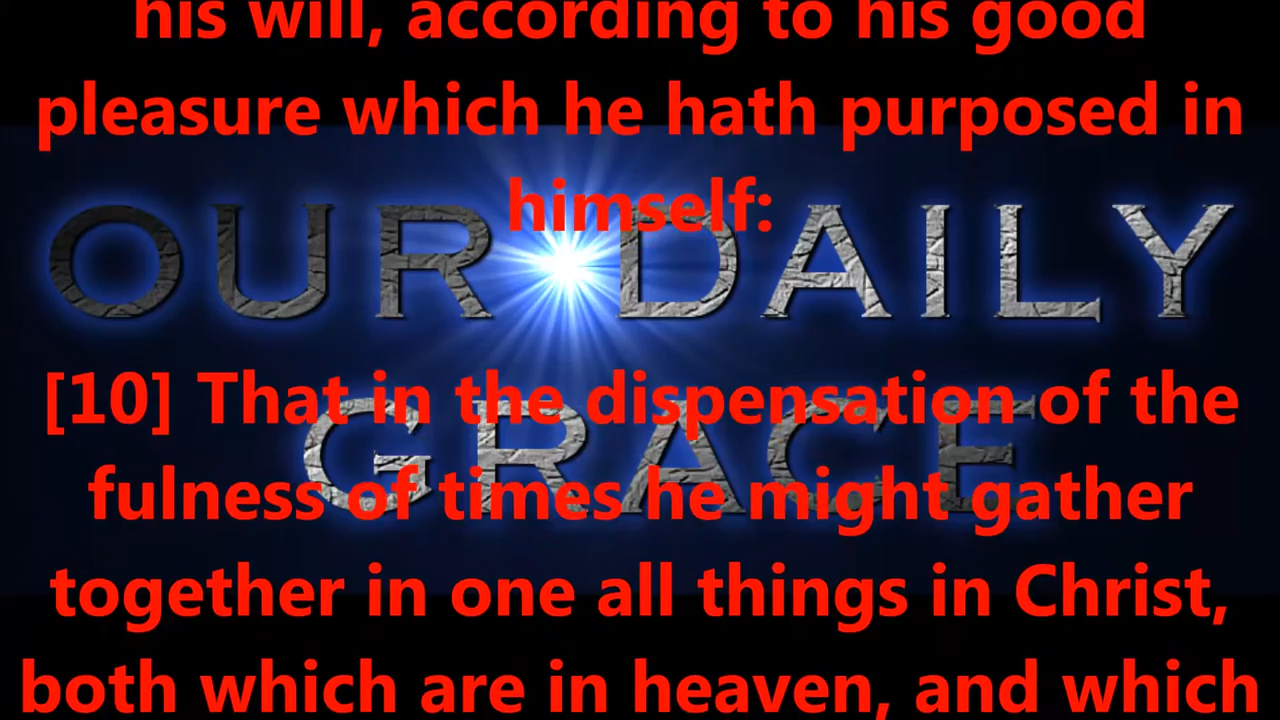 his will, according to his good
pleasure which he hath purposed in
himself:
OUR DAILY
[10] That in the dispensation of the
GRACE
fulness of times he might gather
together in one all things in Christ,
both which are in heaven, and which